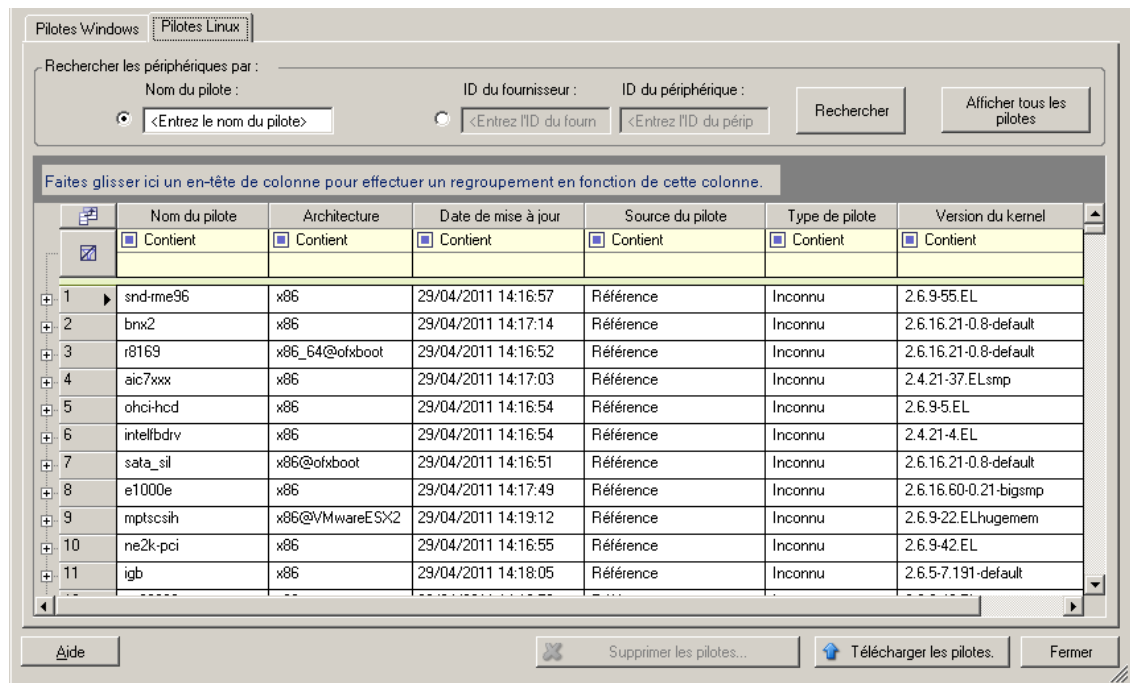 Pilotes Windows Pilotes Linux
Rechercher les périphériques par :
Nom du pilote : ID du fournisseur : ID du périphérique :
<Entrez le nom du pilote> <Entrez l'ID du fourn <Entrez l'ID du périp Rechercher Afficher tous les pilotes
Faites glisser ici un en-tête de colonne pour effectuer un regroupement en fonction de cette colonne.
Nom du pilote Architecture Date de mise à jour Source du pilote Type de pilote Version du kernel
Contient Contient Contient Contient Contient Contient
1 snd-rme96 x86 29/04/2011 14:16:57 Référence Inconnu 2.6.9-55.EL
2 bnx2 x86 29/04/2011 14:17:14 Référence Inconnu 2.6.16.21-0.8-default
3 r8169 x86_64@ofxboot 29/04/2011 14:16:52 Référence Inconnu 2.6.16.21-0.8-default
4 aic7xxx x86 29/04/2011 14:17:03 Référence Inconnu 2.4.21-37.ELsmp
5 ohci-hcd x86 29/04/2011 14:16:54 Référence Inconnu 2.6.9-5.EL
6 intelfbdrv x86 29/04/2011 14:16:54 Référence Inconnu 2.4.21-4.EL
7 sata_sil x86@ofxboot 29/04/2011 14:16:51 Référence Inconnu 2.6.16.21-0.8-default
8 e1000e x86 29/04/2011 14:17:49 Référence Inconnu 2.6.16.60-0.21-bigsmp
9 mptscsih x86@VMwareESX2 29/04/2011 14:19:12 Référence Inconnu 2.6.9-22.ELhugemem
10 ne2k-pci x86 29/04/2011 14:16:55 Référence Inconnu 2.6.9-42.EL
11 igb x86 29/04/2011 14:18:05 Référence Inconnu 2.6.5-7.191-default
Aide Supprimer les pilotes... Télécharger les pilotes. Fermer